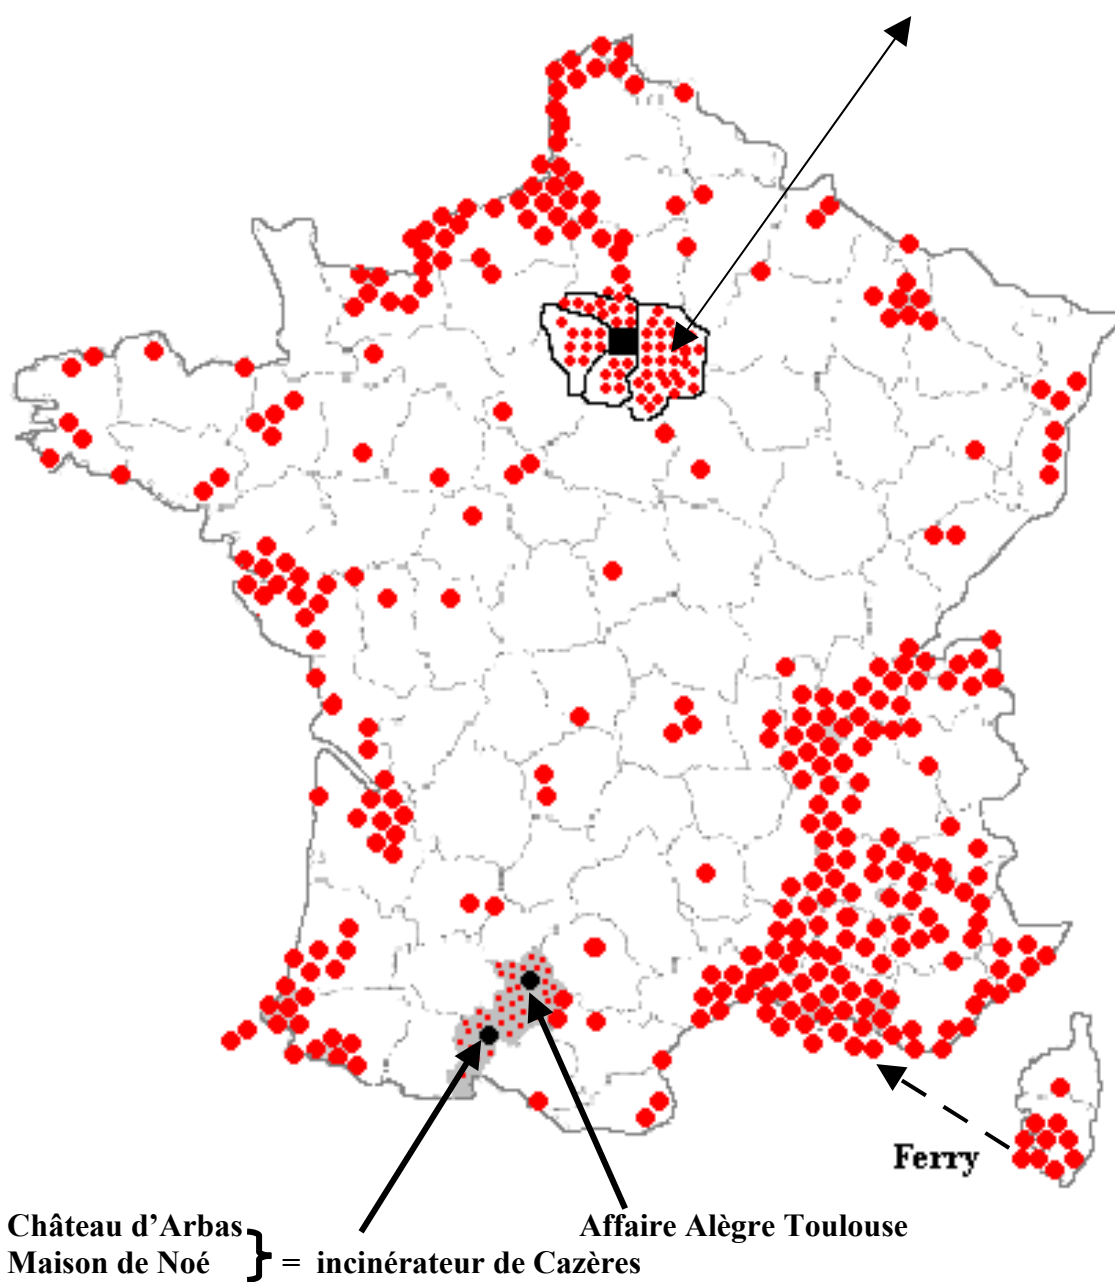 Ferry
Château d’Arbas
Affaire Alègre Toulouse
Maison de Noé } = incinérateur de Cazères